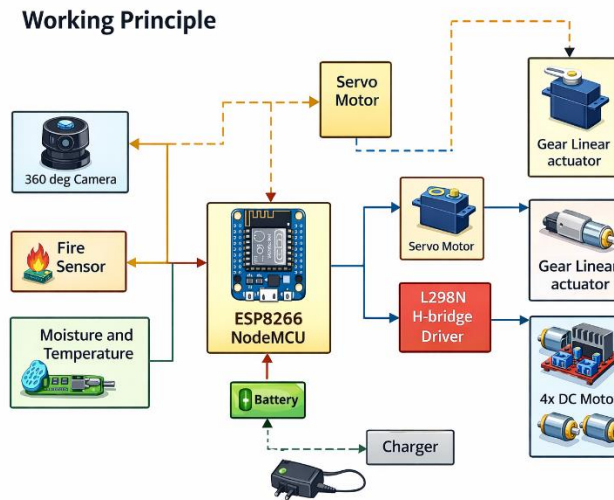 Working Principle
Servo
Motor
Gear Linear
actuator
360 deg Camera
Fire
Sensor
Servo Motor
Gear Linear
actuator
ESP8266
NodeMCU
L298N
H-bridge
Driver
Moisture and
Temperature
4x DC Moto
Battery
Charger